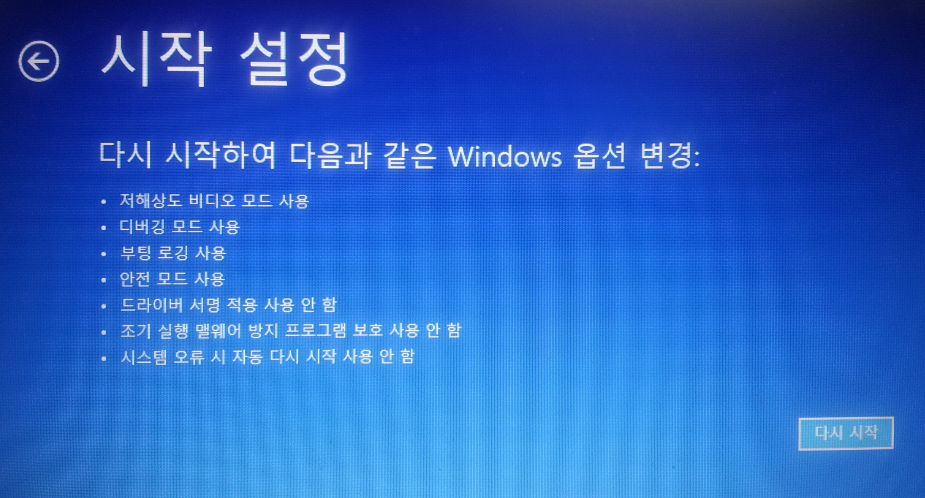 시작 설정
다시 시작하여 다음과 같은 Windows 옵션 변경:
• 저해상도 비디오 모드 사용
• 디버깅 모드 사용
• 부팅 로깅 사용
• 안전 모드 사용
• 드라이버 서명 적용 사용 안 함
• 조기 실행 맬웨어 방지 프로그램 보호 사용 안 함
• 시스템 오류 시 자동 다시 시작 사용 안 함
다시 시작